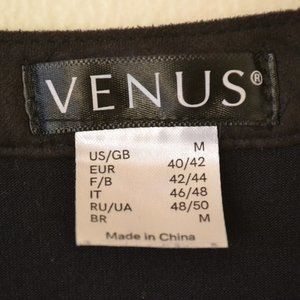 VENUS®
US/GB M
EUR 40/42
F/B 42/44
IT 46/48
RU/UA 48/50
BR M
Made in China